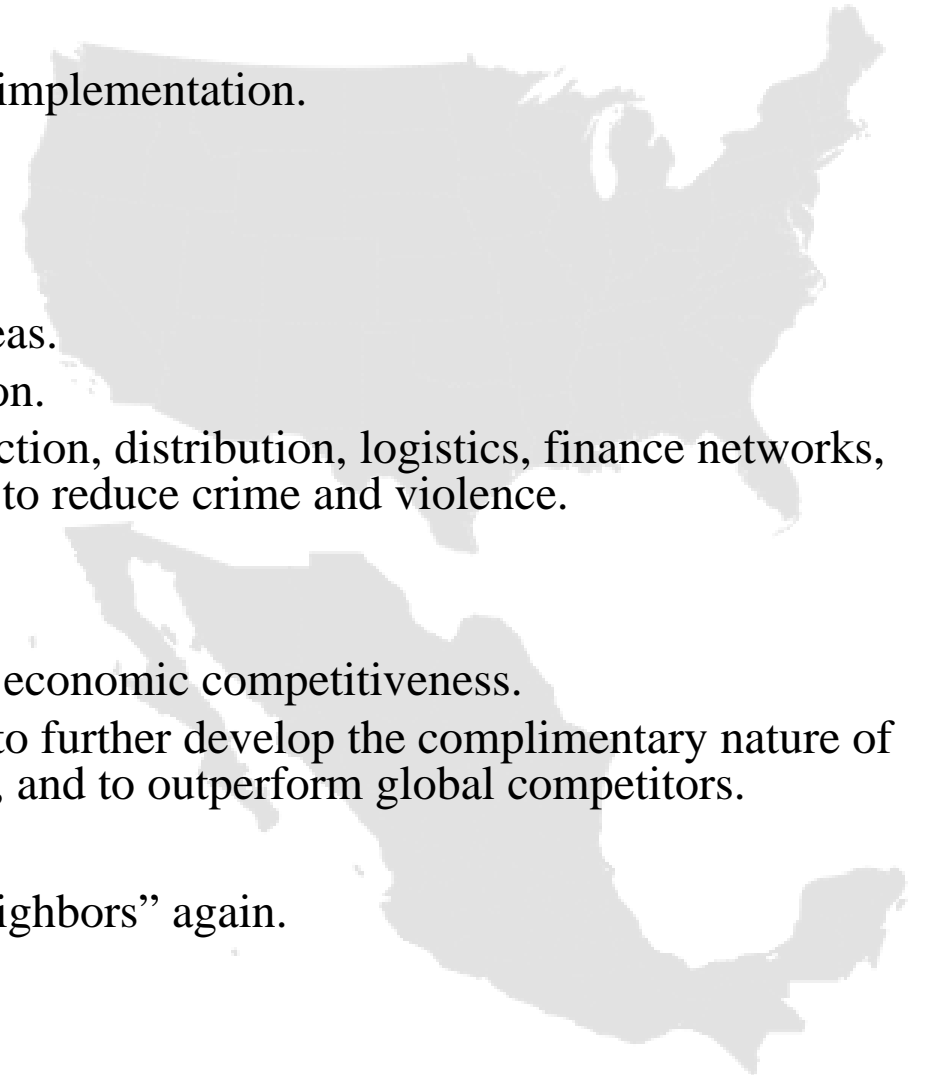 implementation.
eas.
on.
ction, distribution, logistics, finance networks,
to reduce crime and violence.
economic competitiveness.
to further develop the complimentary nature of
, and to outperform global competitors.
ighbors” again.